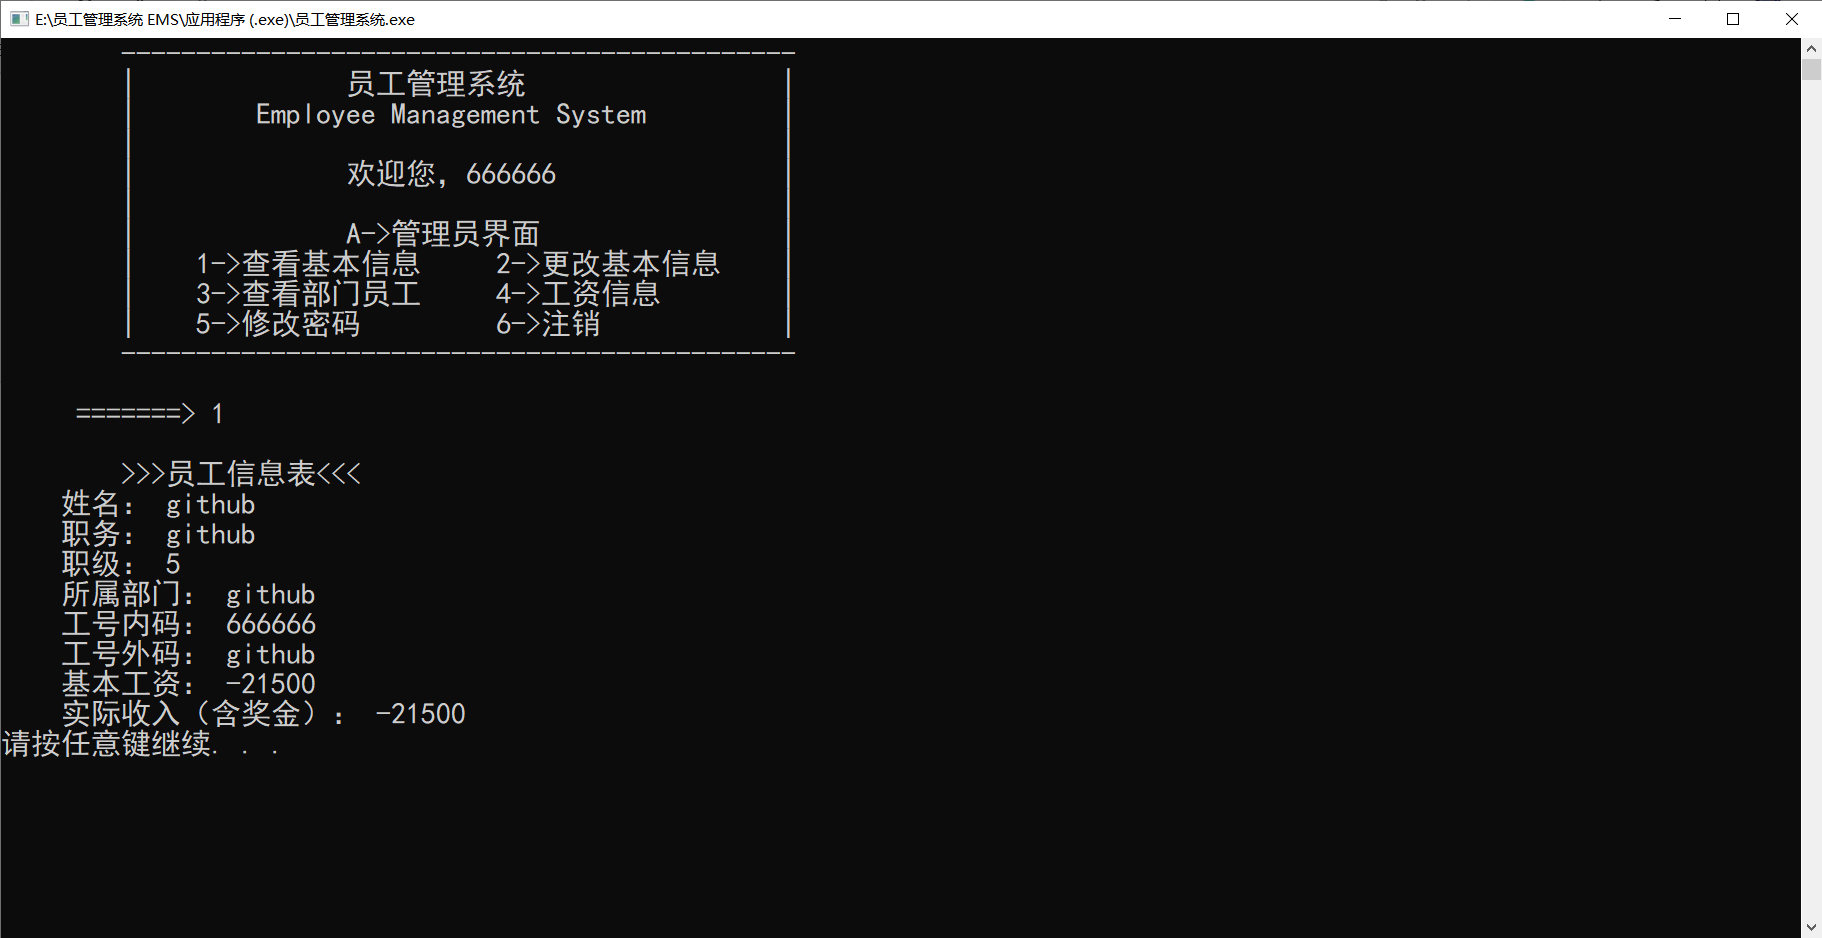 E:\员工管理系统 EMS\应用程序 (.exe)\员工管理系统.exe
---------------------------------------------
| 员工管理系统 |
| Employee Management System |
| |
| 欢迎您，666666 |
| |
| A->管理员界面 |
| 1->查看基本信息 2->更改基本信息 |
| 3->查看部门员工 4->工资信息 |
| 5->修改密码 6->注销 |
---------------------------------------------
=======> 1
>>>员工信息表<<<
姓名： github
职务： github
职级： 5
所属部门： github
工号内码： 666666
工号外码： github
基本工资： -21500
实际收入（含奖金）： -21500
请按任意键继续. . .